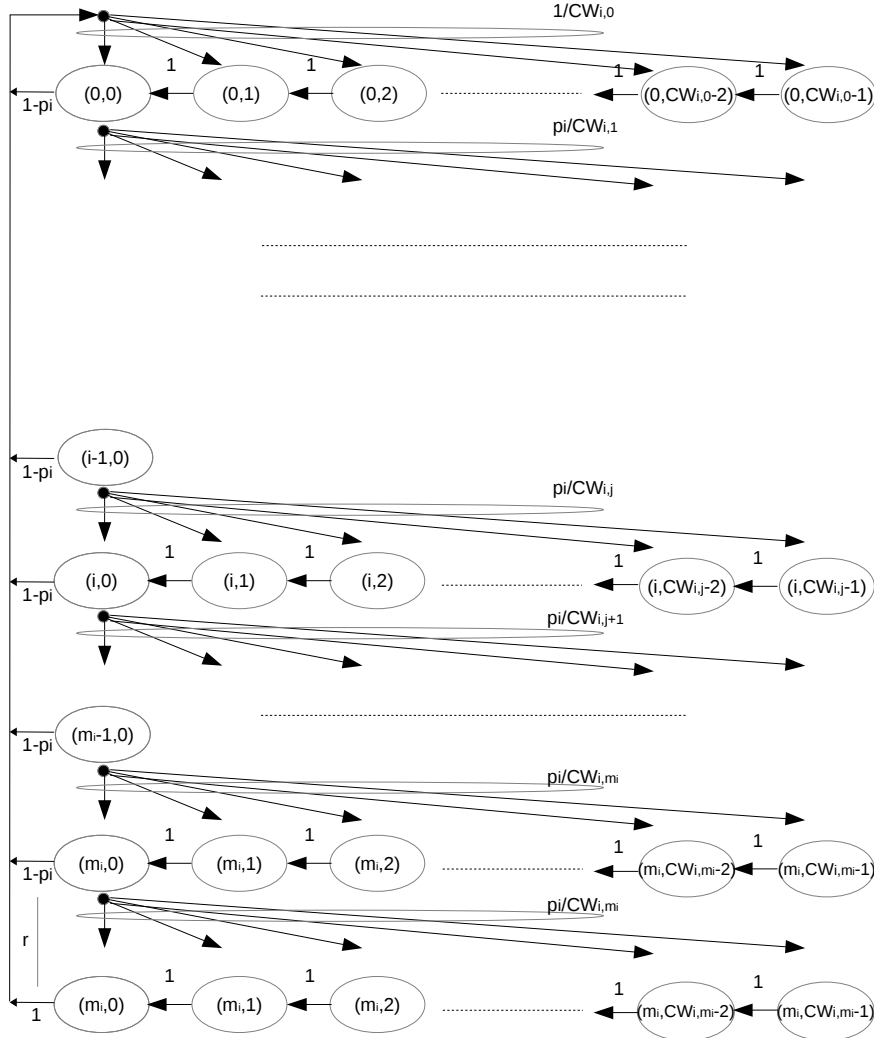 1/CWi,0
1 1 1 1
(0,0) (0,1) (0,2) (0,CWi,0-2) (0,CWi,0-1)
1-pi
pi/CWi,1
(i-1,0)
1-pi
pi/CWi,j
1 1 1 1
(i,0) (i,1) (i,2) (i,CWi,j-2) (i,CWi,j-1)
1-pi
pi/CWi,j+1
(mi-1,0)
1-pi
pi/CWi,mi
1 1 1 1
(mi,0) (mi,1) (mi,2) (mi,CWi,mi-2) (mi,CWi,mi-1)
1-pi
pi/CWi,mi
r
1 1 1 1
(mi,0) (mi,1) (mi,2) (mi,CWi,mi-2) (mi,CWi,mi-1)
1